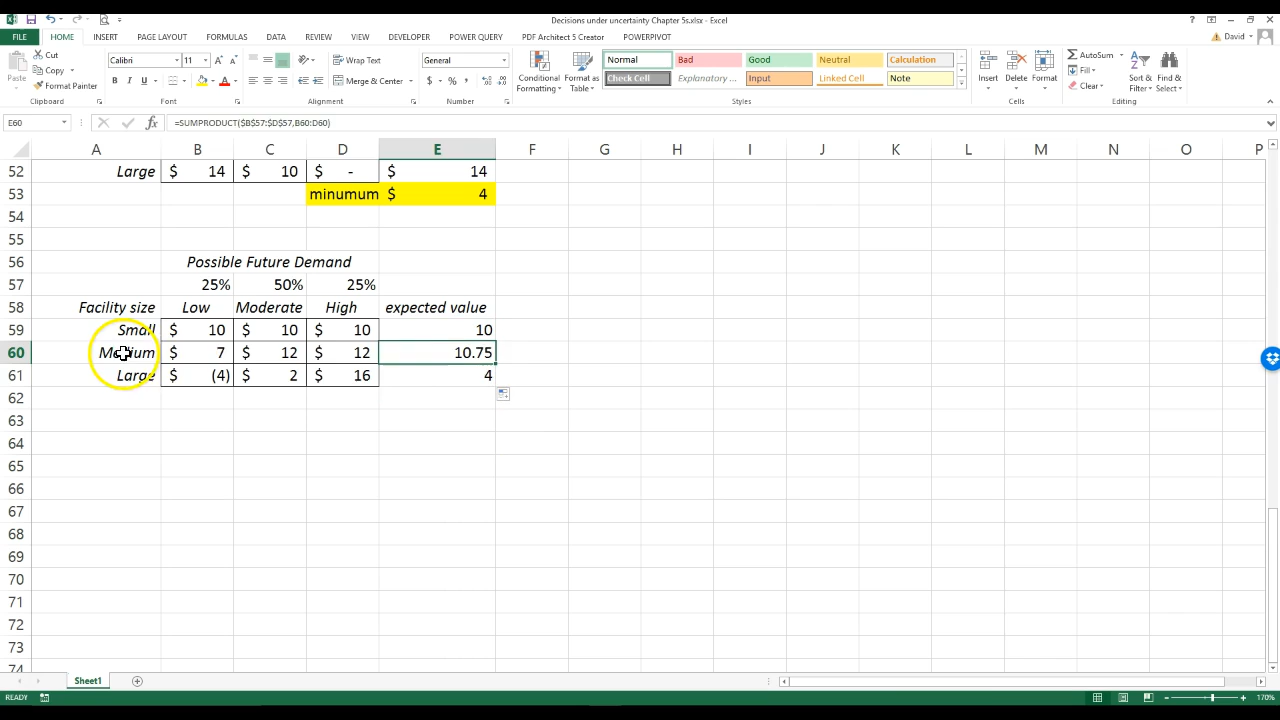 Decisions under uncertainty Chapter 5s.xlsx - Excel
FILE HOME INSERT PAGE LAYOUT FORMULAS DATA REVIEW VIEW DEVELOPER POWER QUERY PDF Architect 5 Creator POWERPIVOT David
Cut
Copy
Format Painter
Paste
Clipboard
Calibri 11
B I U
Font
Wrap Text
Merge & Center
Alignment
General
$ % ,
Number
Conditional Formatting
Format as Table
Normal Bad Good Neutral Calculation
Check Cell Explanatory ... Input Linked Cell Note
Styles
Insert Delete Format
Cells
AutoSum
Fill
Clear
Sort & Filter
Find & Select
Editing
E60 fx =SUMPRODUCT($B$57:$D$57,B60:D60)
A B C D E F G H I J K L M N O P
52 Large $ 14 $ 10 $ - $ 14
53 minumum $ 4
54
55
56 Possible Future Demand
57 25% 50% 25%
58 Facility size Low Moderate High expected value
59 Small $ 10 $ 10 $ 10 10
60 Medium $ 7 $ 12 $ 12 10.75
61 Large $ (4) $ 2 $ 16 4
62
63
64
65
66
67
68
69
70
71
72
73
74
Sheet1
READY 170%